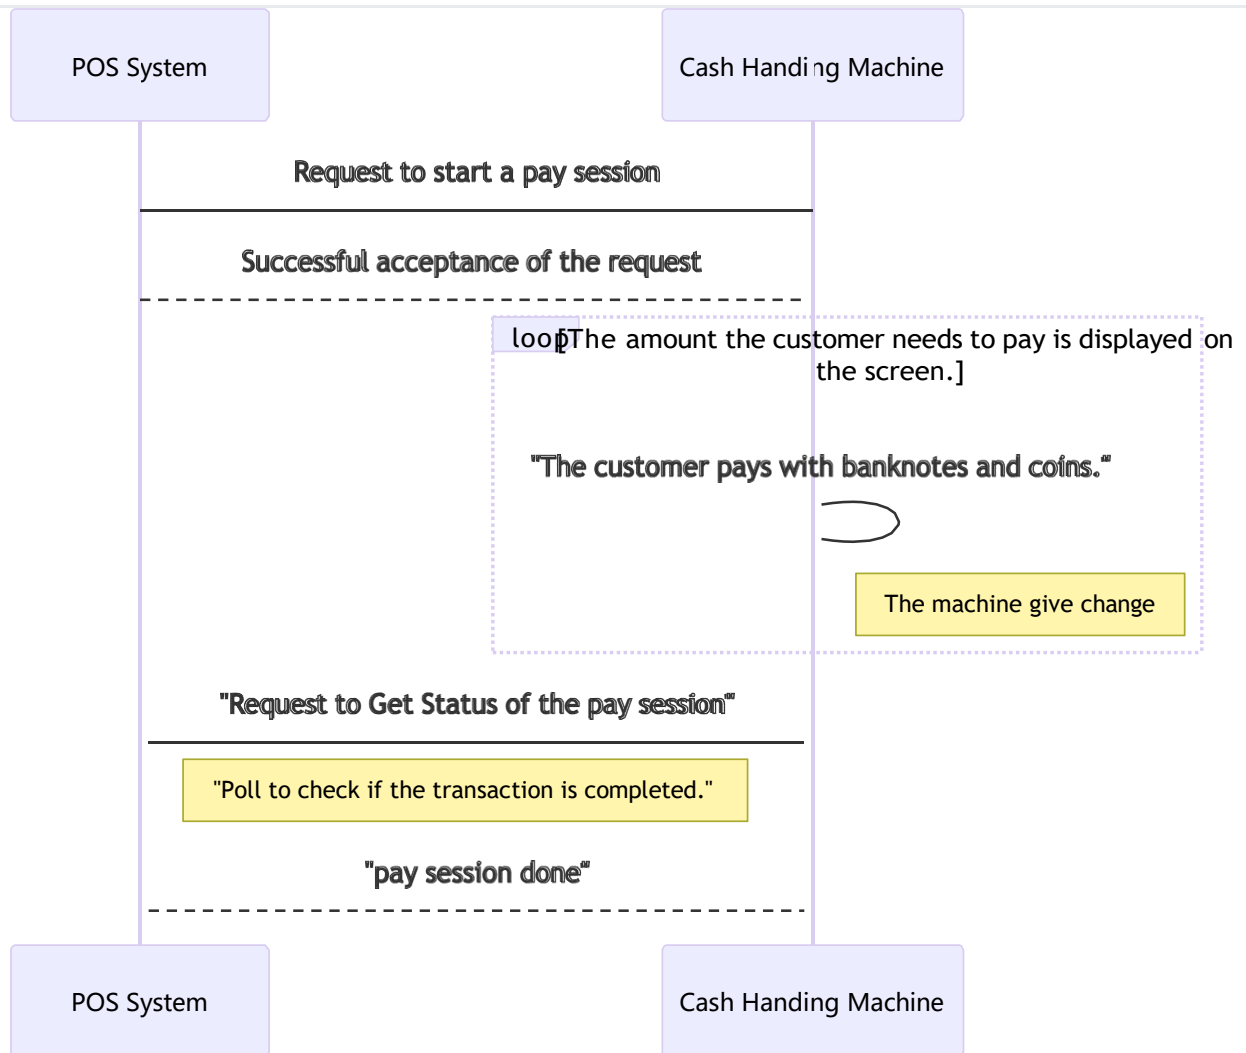 POS System
Cash Handing Machine
Request to start a pay session
Successful acceptance of the request
loop
[The amount the customer needs to pay is displayed on
the screen.]
"The customer pays with banknotes and coins."
The machine give change
"Request to Get Status of the pay session"
"Poll to check if the transaction is completed."
"pay session done"
POS System
Cash Handing Machine